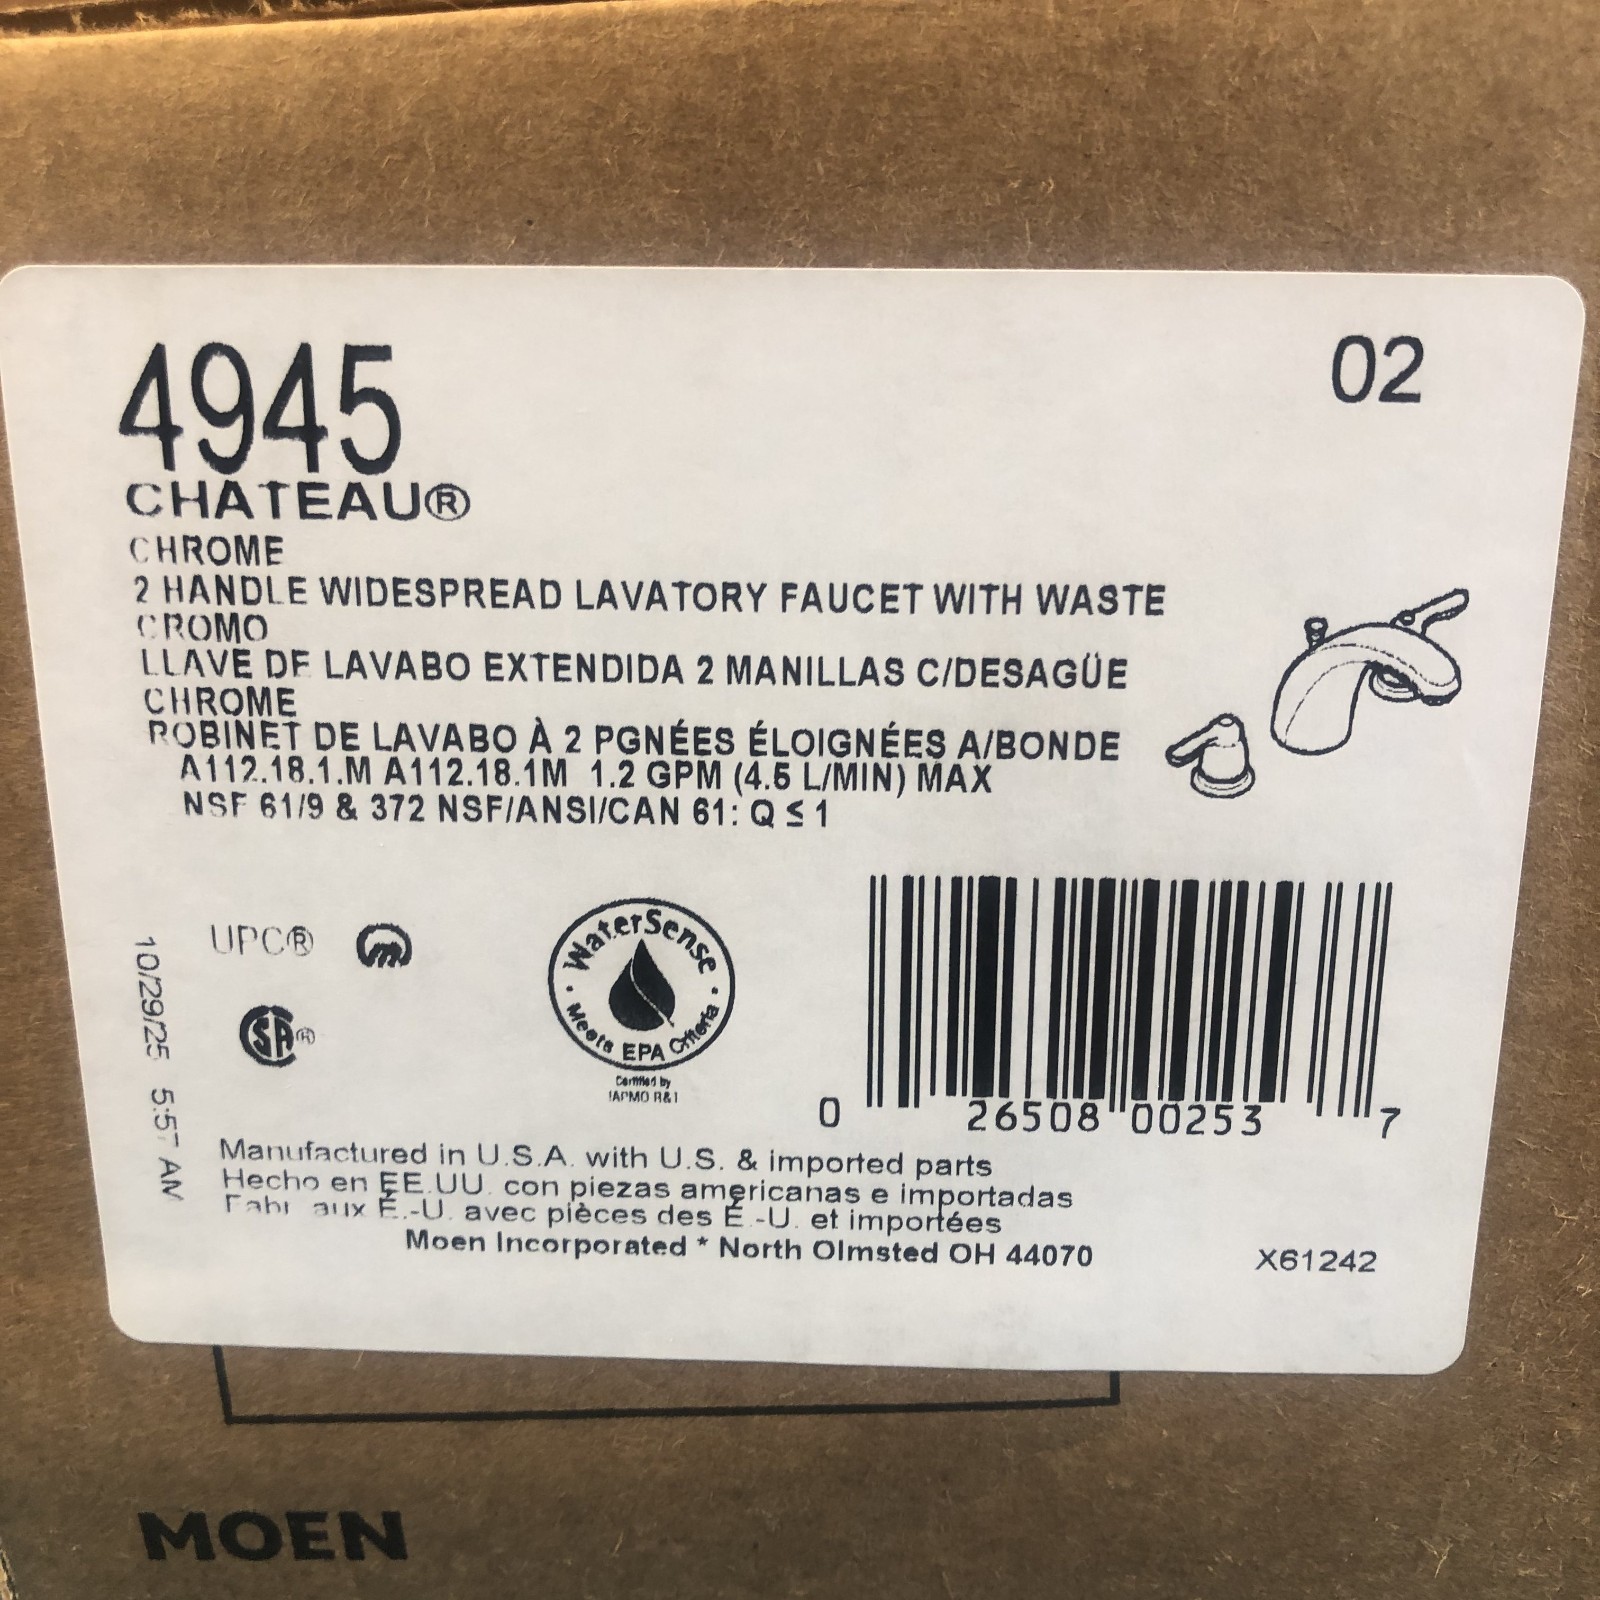 4945
02
CHATEAU®
CHROME
2 HANDLE WIDESPREAD LAVATORY FAUCET WITH WASTE
CROMO
LLAVE DE LAVABO EXTENDIDA 2 MANILLAS C/DESAGÜE
CHROME
ROBINET DE LAVABO À 2 PGNÉES ÉLOIGNÉES A/BONDE
A112.18.1.M A112.18.1M 1.2 GPM (4.5 L/MIN) MAX
NSF 61/9 & 372 NSF/ANSI/CAN 61: Q ≤ 1
UPC®
SA®
WaterSense
Meets EPA Criteria
Certified by
IAPMO R&T
10/29/25 5:57 AM
0 26508 00253 7
Manufactured in U.S.A. with U.S. & imported parts
Hecho en EE.UU. con piezas americanas e importadas
Fabr aux É.-U. avec pièces des É.-U. et importées
Moen Incorporated * North Olmsted OH 44070
X61242
MOEN